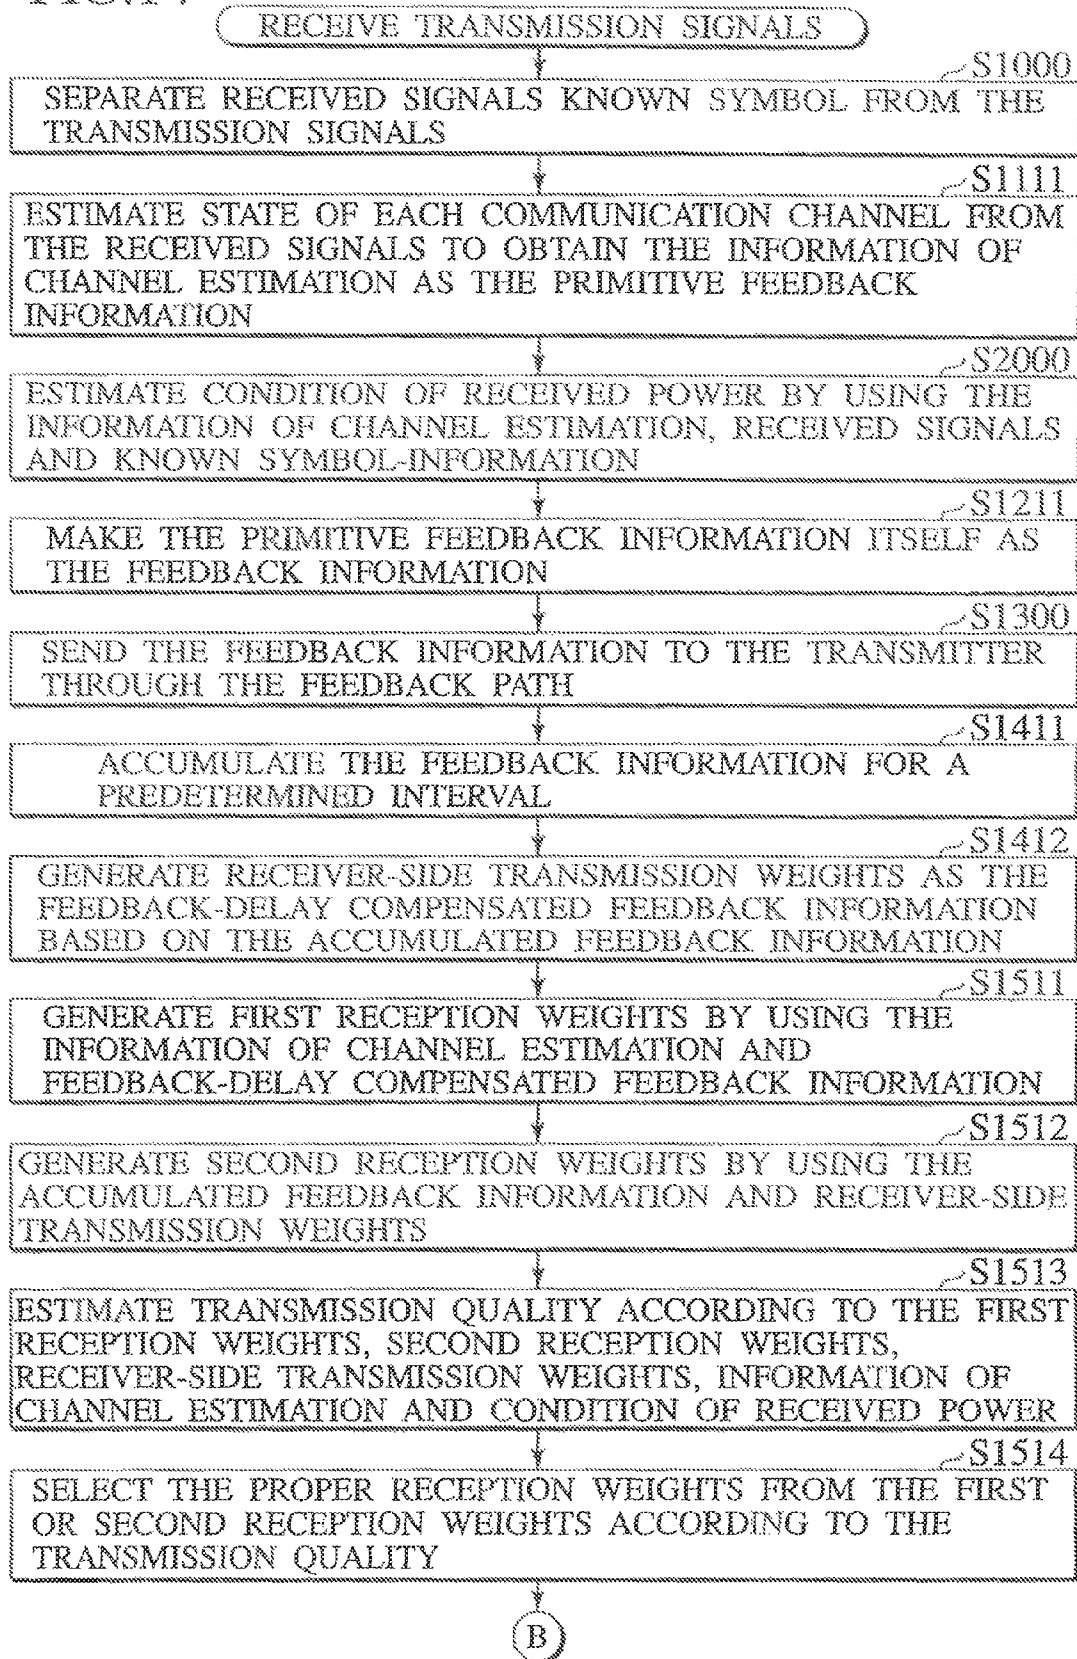 RECEIVE TRANSMISSION SIGNALS
S1000
SEPARATE RECEIVED SIGNALS KNOWN SYMBOL FROM THE
TRANSMISSION SIGNALS
S1111
ESTIMATE STATE OF EACH COMMUNICATION CHANNEL FROM
THE RECEIVED SIGNALS TO OBTAIN THE INFORMATION OF
CHANNEL ESTIMATION AS THE PRIMITIVE FEEDBACK
INFORMATION
S2000
ESTIMATE CONDITION OF RECEIVED POWER BY USING THE
INFORMATION OF CHANNEL ESTIMATION, RECEIVED SIGNALS
AND KNOWN SYMBOL-INFORMATION
S1211
MAKE THE PRIMITIVE FEEDBACK INFORMATION ITSELF AS
THE FEEDBACK INFORMATION
S1300
SEND THE FEEDBACK INFORMATION TO THE TRANSMITTER
THROUGH THE FEEDBACK PATH
S1411
ACCUMULATE THE FEEDBACK INFORMATION FOR A
PREDETERMINED INTERVAL
S1412
GENERATE RECEIVER-SIDE TRANSMISSION WEIGHTS AS THE
FEEDBACK-DELAY COMPENSATED FEEDBACK INFORMATION
BASED ON THE ACCUMULATED FEEDBACK INFORMATION
S1511
GENERATE FIRST RECEPTION WEIGHTS BY USING THE
INFORMATION OF CHANNEL ESTIMATION AND
FEEDBACK-DELAY COMPENSATED FEEDBACK INFORMATION
S1512
GENERATE SECOND RECEPTION WEIGHTS BY USING THE
ACCUMULATED FEEDBACK INFORMATION AND RECEIVER-SIDE
TRANSMISSION WEIGHTS
S1513
ESTIMATE TRANSMISSION QUALITY ACCORDING TO THE FIRST
RECEPTION WEIGHTS, SECOND RECEPTION WEIGHTS,
RECEIVER-SIDE TRANSMISSION WEIGHTS, INFORMATION OF
CHANNEL ESTIMATION AND CONDITION OF RECEIVED POWER
S1514
SELECT THE PROPER RECEPTION WEIGHTS FROM THE FIRST
OR SECOND RECEPTION WEIGHTS ACCORDING TO THE
TRANSMISSION QUALITY
B